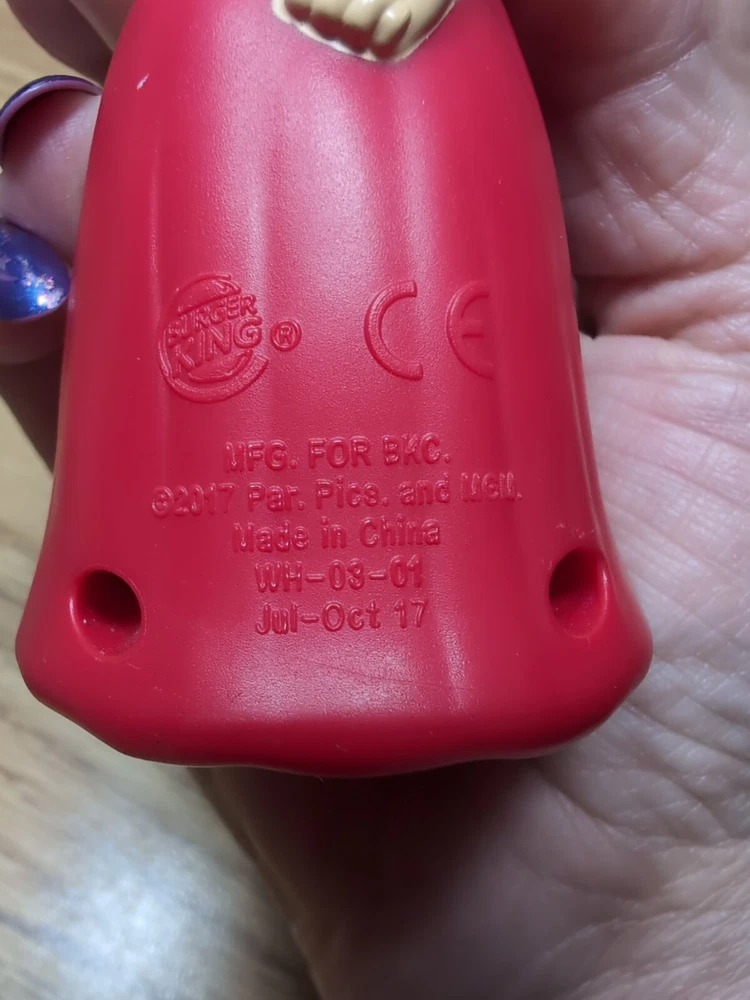 BURGER
KING ®
CE
MFG. FOR BKC.
©2017 Par. Pics. and MGM.
Made in China
WH-03-01
Jul-Oct 17